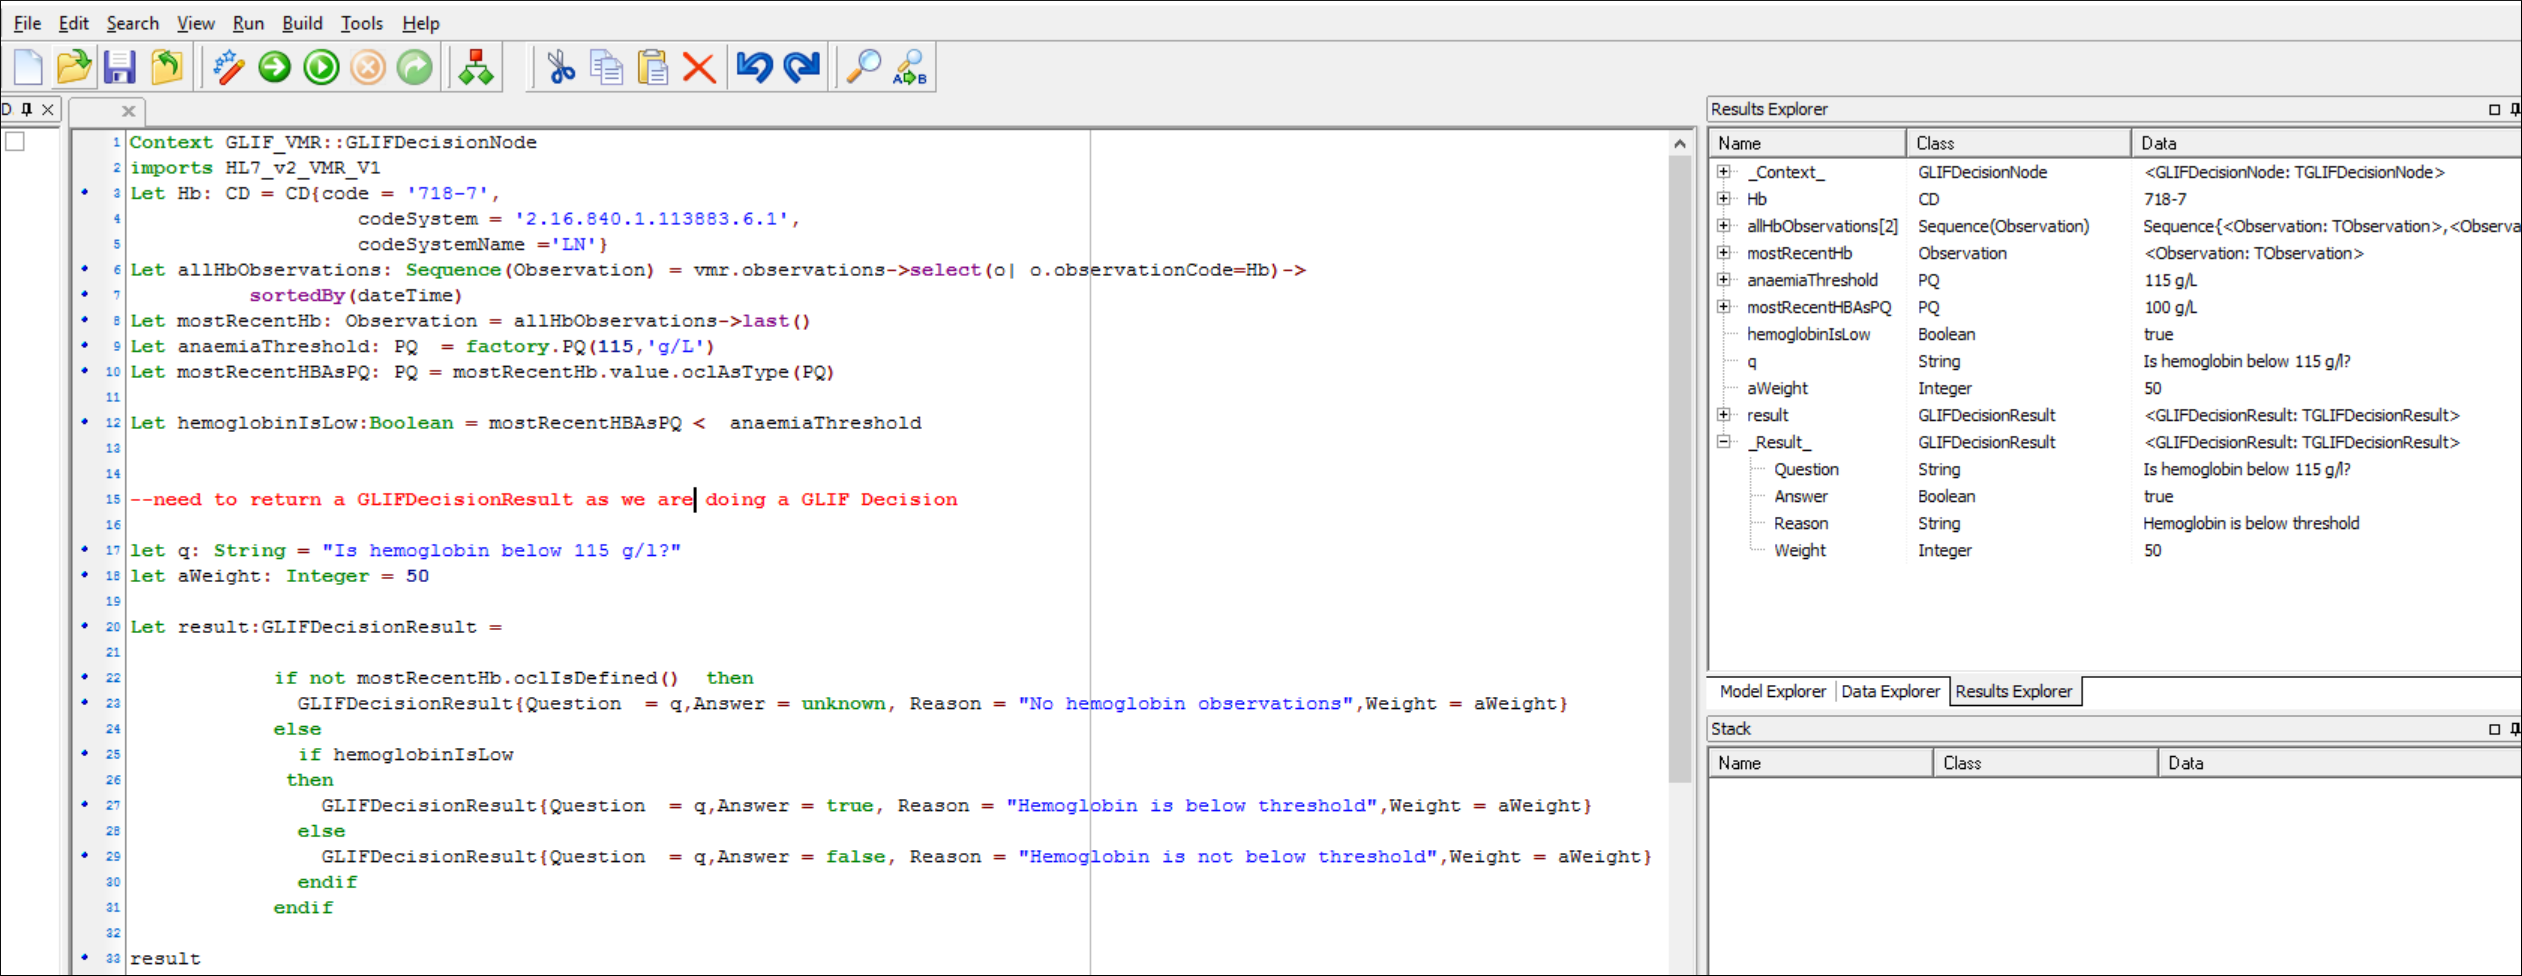 File Edit Search View Run Build Tools Help
A B
D
1 Context GLIF_VMR::GLIFDecisionNode
2 imports HL7_v2_VMR_V1
3 Let Hb: CD = CD{code = '718-7',
4 codeSystem = '2.16.840.1.113883.6.1',
5 codeSystemName ='LN'}
6 Let allHbObservations: Sequence(Observation) = vmr.observations->select(o| o.observationCode=Hb)->
7 sortedBy(dateTime)
8 Let mostRecentHb: Observation = allHbObservations->last()
9 Let anaemiaThreshold: PQ  = factory.PQ(115,'g/L')
10 Let mostRecentHBAsPQ: PQ = mostRecentHb.value.oclAsType(PQ)
11
12 Let hemoglobinIsLow:Boolean = mostRecentHBAsPQ <  anaemiaThreshold
13
14
15 --need to return a GLIFDecisionResult as we are doing a GLIF Decision
16
17 let q: String = "Is hemoglobin below 115 g/l?"
18 let aWeight: Integer = 50
19
20 Let result:GLIFDecisionResult =
21
22 if not mostRecentHb.oclIsDefined()  then
23 GLIFDecisionResult{Question  = q,Answer = unknown, Reason = "No hemoglobin observations",Weight = aWeight}
24 else
25 if hemoglobinIsLow
26 then
27 GLIFDecisionResult{Question  = q,Answer = true, Reason = "Hemoglobin is below threshold",Weight = aWeight}
28 else
29 GLIFDecisionResult{Question  = q,Answer = false, Reason = "Hemoglobin is not below threshold",Weight = aWeight}
30 endif
31 endif
32
33 result
Results Explorer
Name Class Data
_Context_ GLIFDecisionNode <GLIFDecisionNode: TGLIFDecisionNode>
Hb CD 718-7
allHbObservations[2] Sequence(Observation) Sequence{<Observation: TObservation>,<Observa
mostRecentHb Observation <Observation: TObservation>
anaemiaThreshold PQ 115 g/L
mostRecentHBAsPQ PQ 100 g/L
hemoglobinIsLow Boolean true
q String Is hemoglobin below 115 g/l?
aWeight Integer 50
result GLIFDecisionResult <GLIFDecisionResult: TGLIFDecisionResult>
_Result_ GLIFDecisionResult <GLIFDecisionResult: TGLIFDecisionResult>
Question String Is hemoglobin below 115 g/l?
Answer Boolean true
Reason String Hemoglobin is below threshold
Weight Integer 50
Model Explorer Data Explorer Results Explorer
Stack
Name Class Data